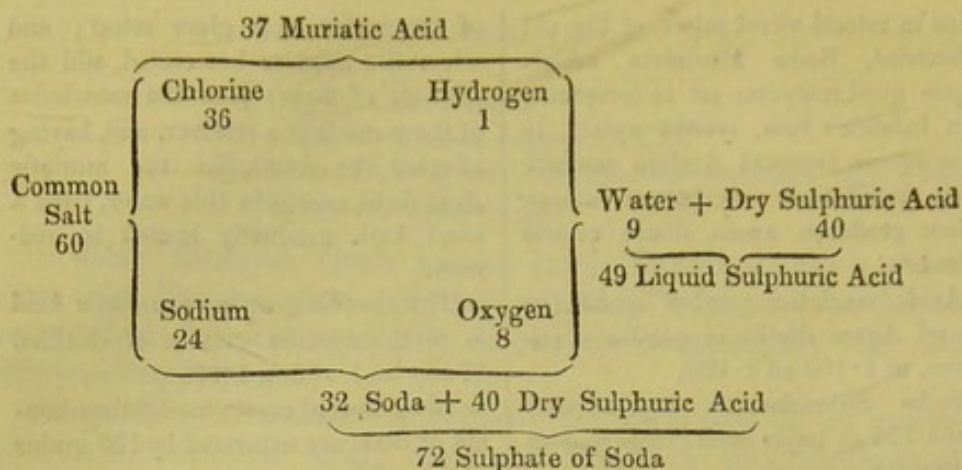 37 Muriatic Acid
Chlorine Hydrogen
36 1
Common
Salt
60
Water + Dry Sulphuric Acid
9 40
49 Liquid Sulphuric Acid
Sodium Oxygen
24 8
32 Soda + 40 Dry Sulphuric Acid
72 Sulphate of Soda